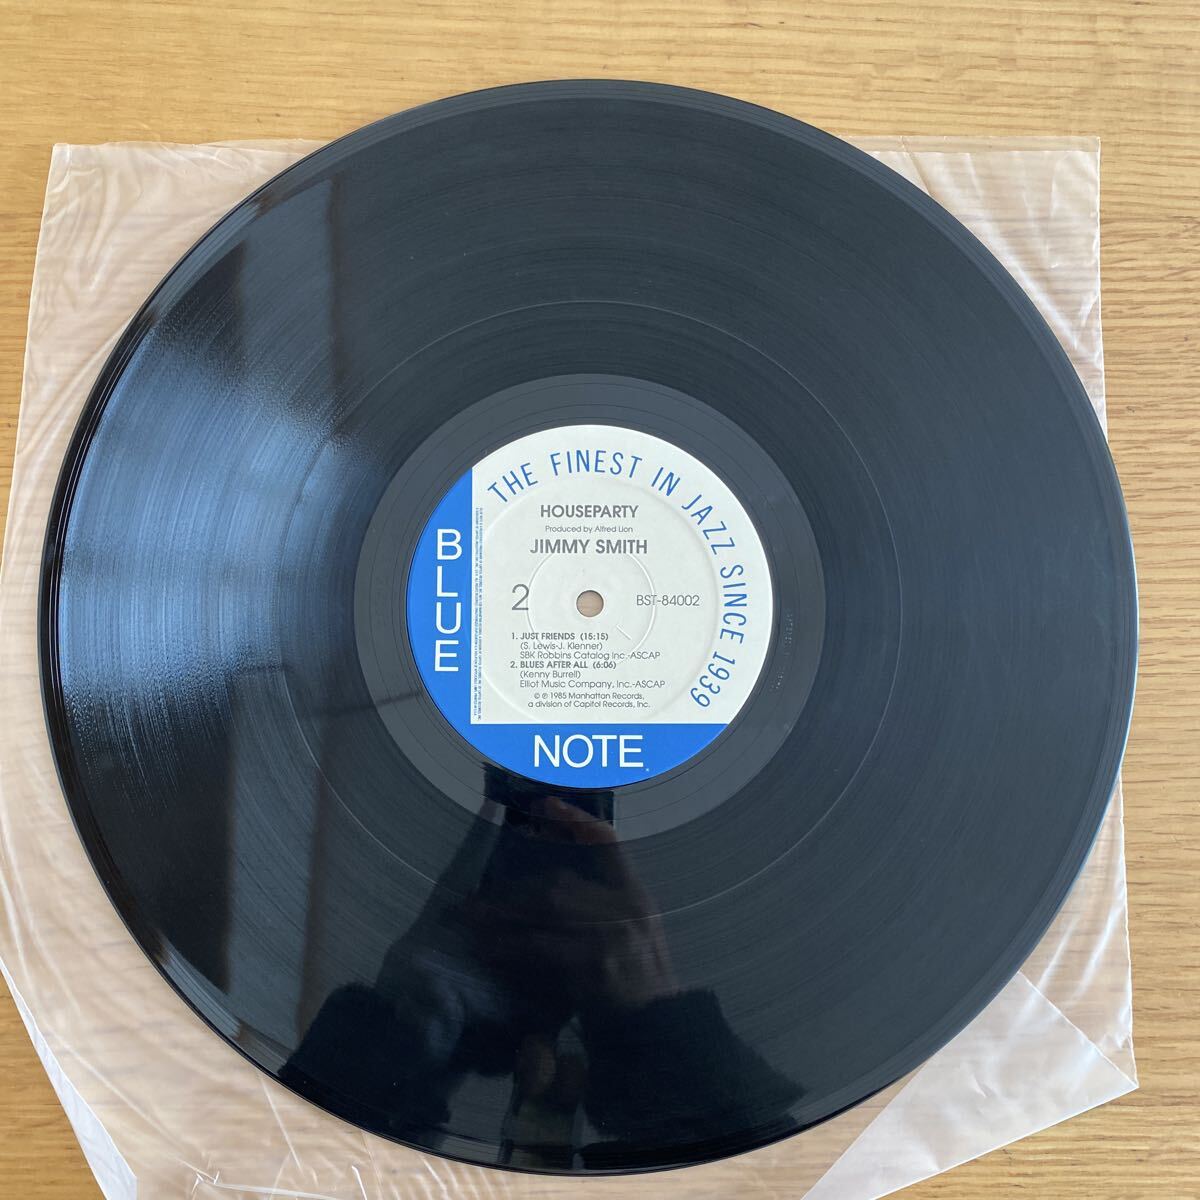 THE FINEST IN JAZZ SINCE 1939
BLUE
NOTE
HOUSEPARTY
Produced by Alfred Lion
JIMMY SMITH
2
BST-84002
1. JUST FRIENDS (15:15)
(S. Lewis-J. Klenner)
SBK Robbins Catalog Inc.-ASCAP
2. BLUES AFTER ALL (6:06)
(Kenny Burrell)
Elliot Music Company, Inc.-ASCAP
© ℗ 1985 Manhattan Records,
a division of Capitol Records, Inc.